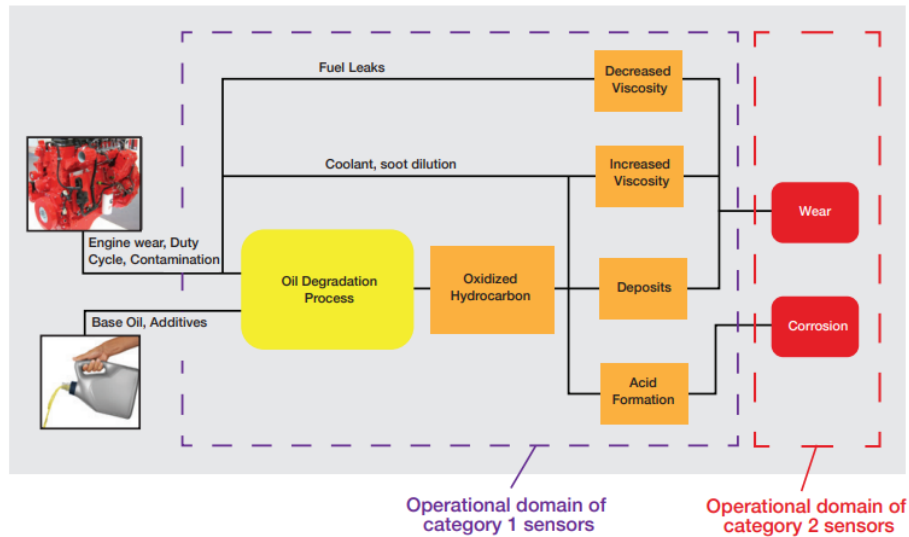 Fuel Leaks
Decreased
Viscosity
Coolant, soot dilution
Increased
Viscosity
Wear
Engine wear, Duty
Cycle, Contamination
Oil Degradation
Process
Oxidized
Hydrocarbon
Deposits
Base Oil, Additives
Corrosion
Acid
Formation
Operational domain of
category 1 sensors
Operational domain of
category 2 sensors